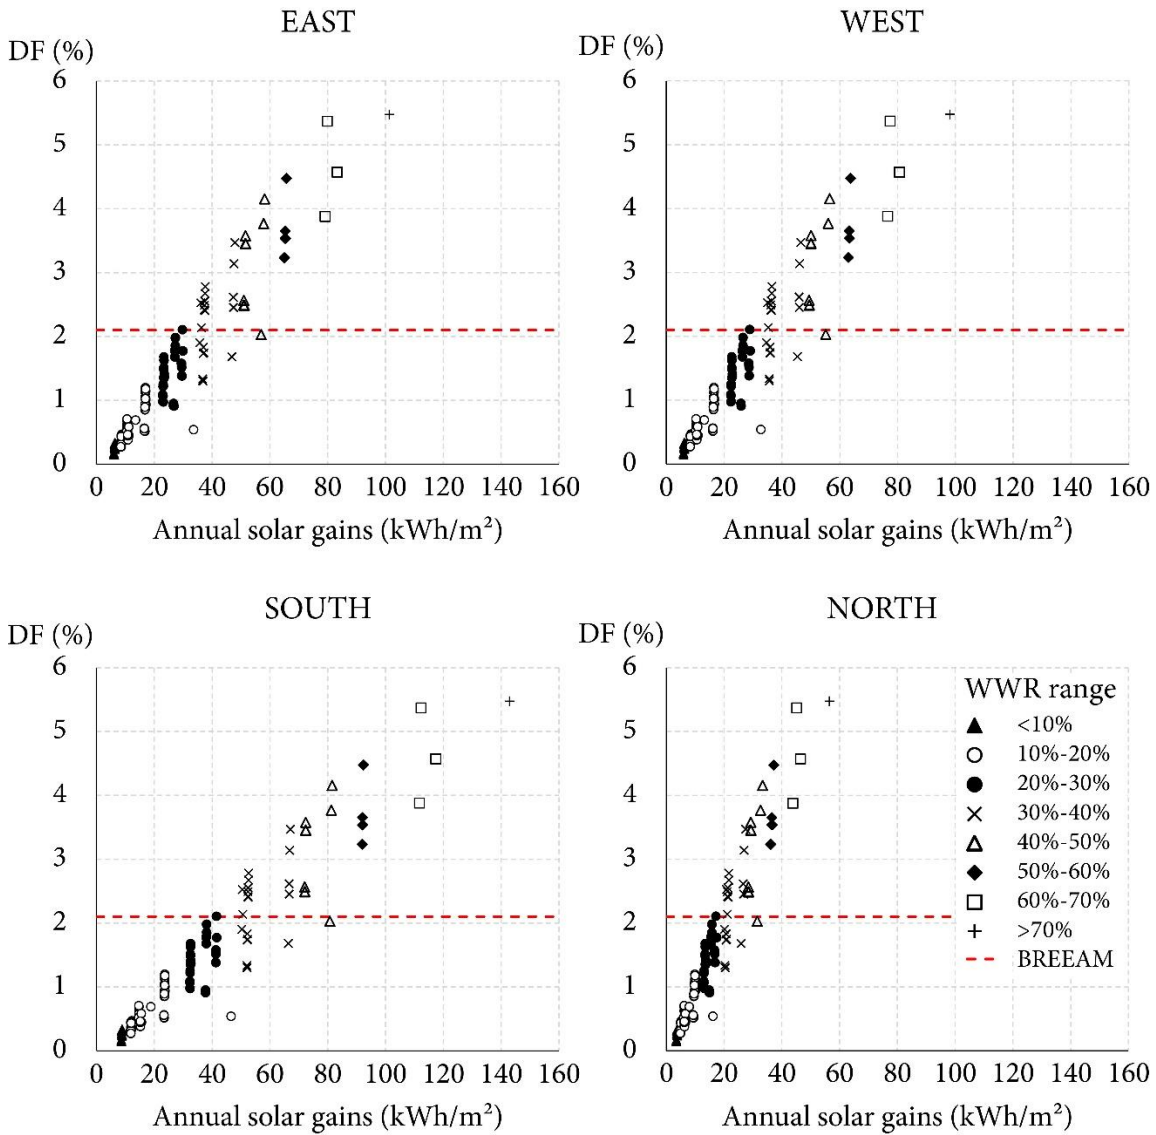 EAST
DF (%)
6
5
4
3
2
1
0
0 20 40 60 80 100 120 140 160
Annual solar gains (kWh/m²)
WEST
DF (%)
6
5
4
3
2
1
0
0 20 40 60 80 100 120 140 160
Annual solar gains (kWh/m²)
SOUTH
DF (%)
6
5
4
3
2
1
0
0 20 40 60 80 100 120 140 160
Annual solar gains (kWh/m²)
NORTH
DF (%)
6
5
4
3
2
1
0
0 20 40 60 80 100 120 140 160
Annual solar gains (kWh/m²)
WWR range
<10%
10%-20%
20%-30%
30%-40%
40%-50%
50%-60%
60%-70%
>70%
BREEAM